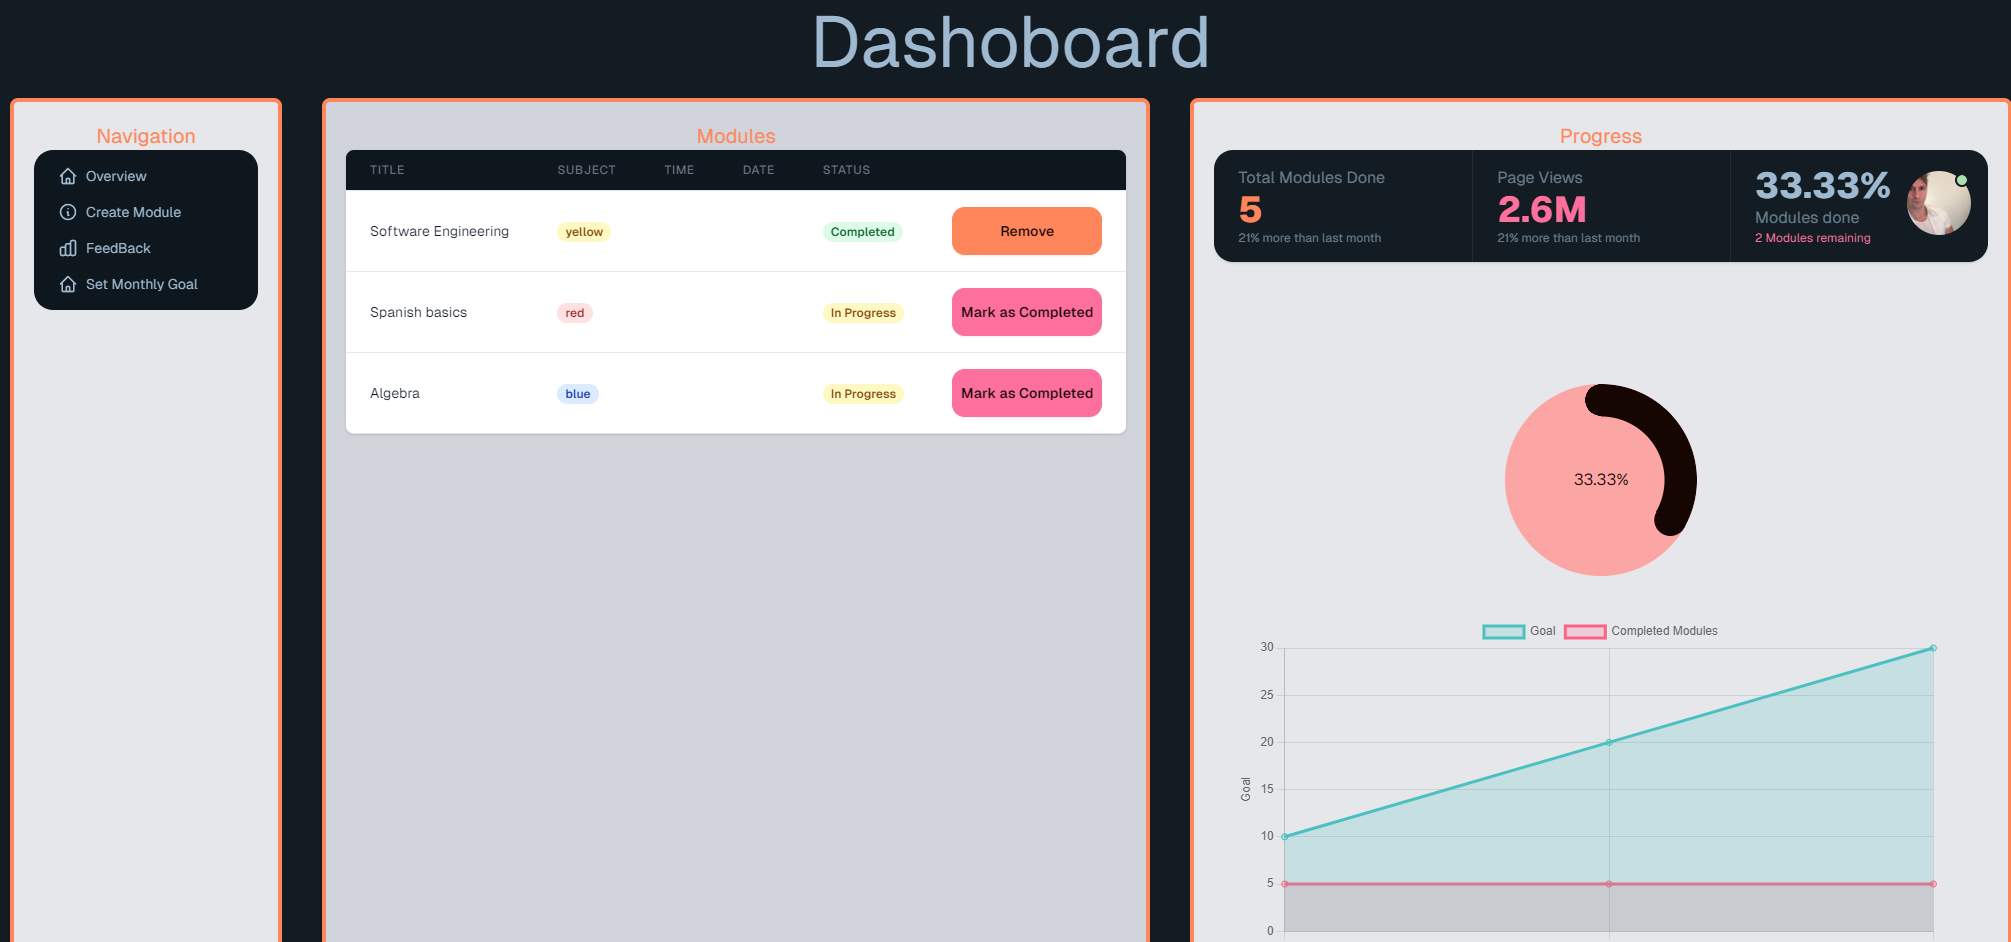 Dashoboard
Navigation
Overview
Create Module
FeedBack
Set Monthly Goal
Modules
TITLE SUBJECT TIME DATE STATUS
Software Engineering yellow Completed Remove
Spanish basics red In Progress Mark as Completed
Algebra blue In Progress Mark as Completed
Progress
Total Modules Done
5
21% more than last month
Page Views
2.6M
21% more than last month
33.33%
Modules done
2 Modules remaining
33.33%
Goal Completed Modules
30
25
20
15
10
5
0
Goal